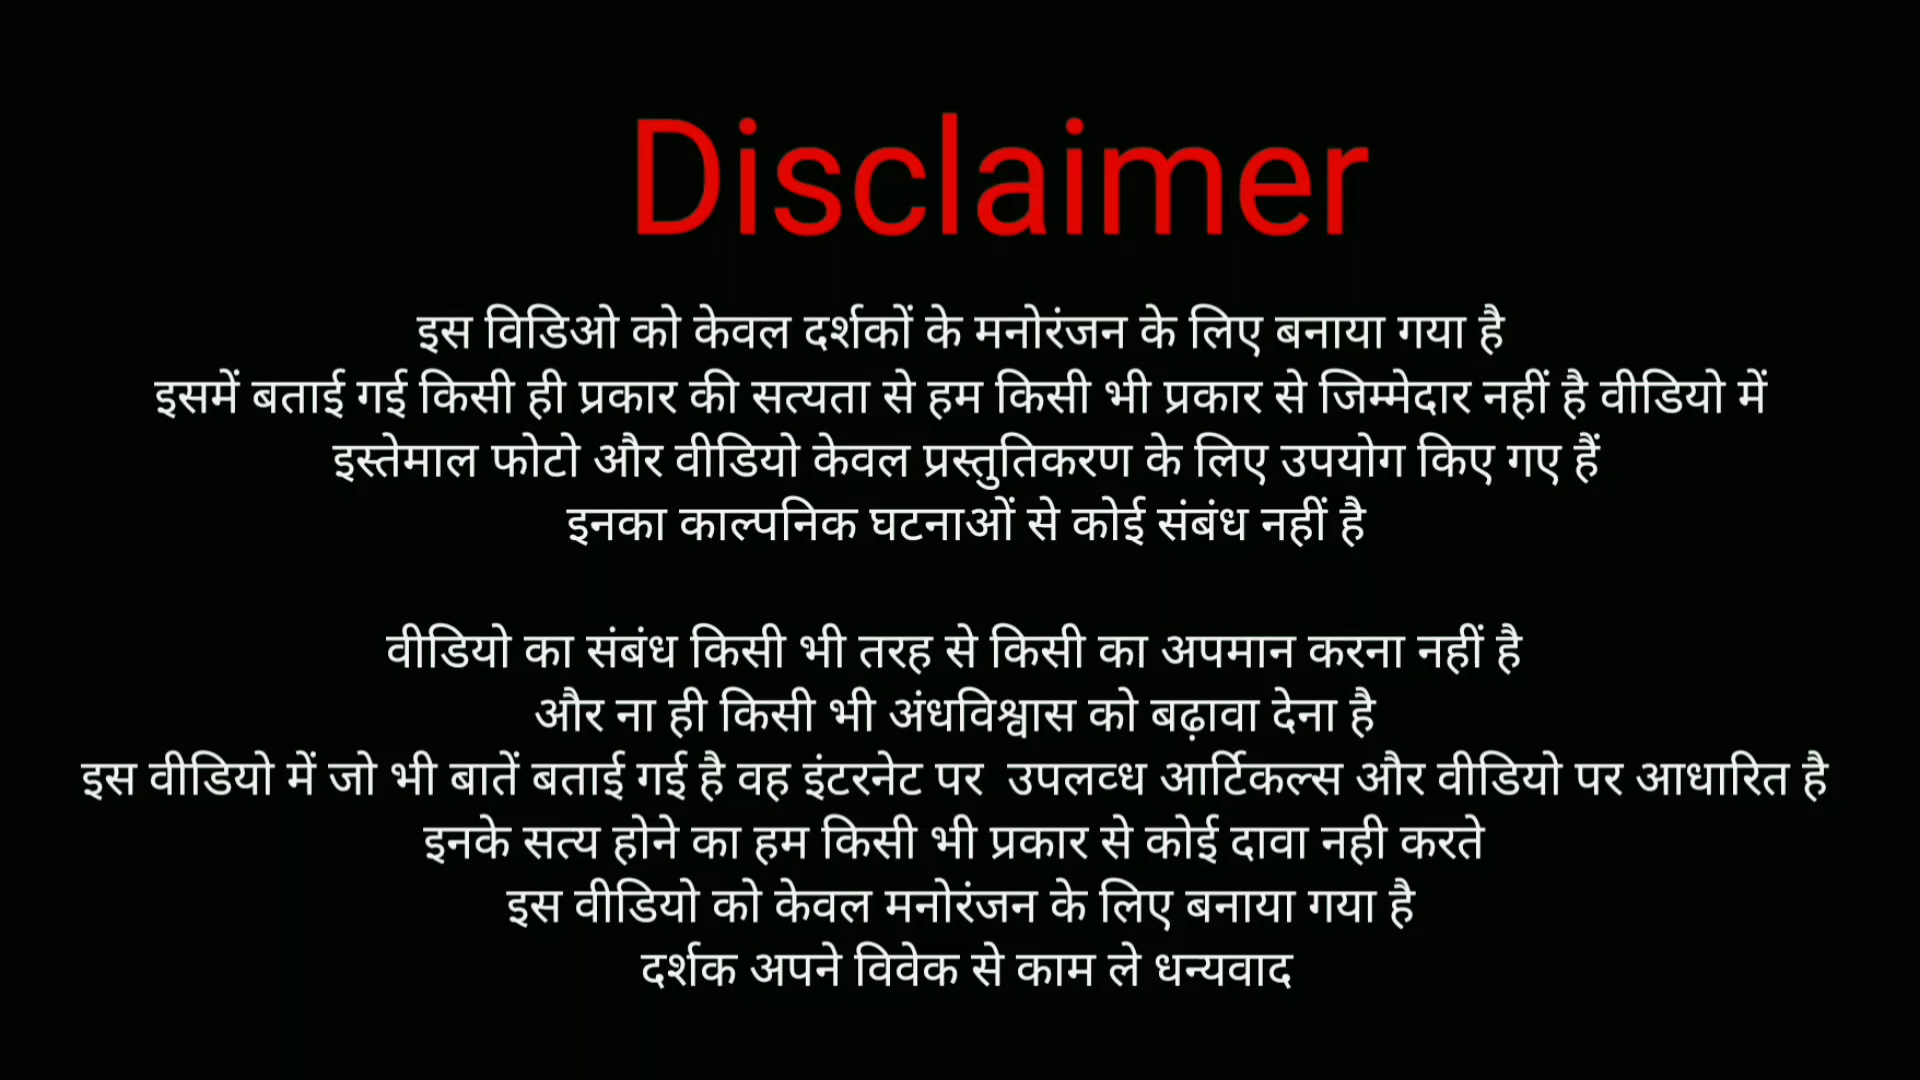 Disclaimer
इस विडिओ को केवल दर्शकों के मनोरंजन के लिए बनाया गया है
इसमें बताई गई किसी ही प्रकार की सत्यता से हम किसी भी प्रकार से जिम्मेदार नहीं है वीडियो में
इस्तेमाल फोटो और वीडियो केवल प्रस्तुतिकरण के लिए उपयोग किए गए हैं
इनका काल्पनिक घटनाओं से कोई संबंध नहीं है
वीडियो का संबंध किसी भी तरह से किसी का अपमान करना नहीं है
और ना ही किसी भी अंधविश्वास को बढ़ावा देना है
इस वीडियो में जो भी बातें बताई गई है वह इंटरनेट पर उपलव्ध आर्टिकल्स और वीडियो पर आधारित है
इनके सत्य होने का हम किसी भी प्रकार से कोई दावा नही करते
इस वीडियो को केवल मनोरंजन के लिए बनाया गया है
दर्शक अपने विवेक से काम ले धन्यवाद